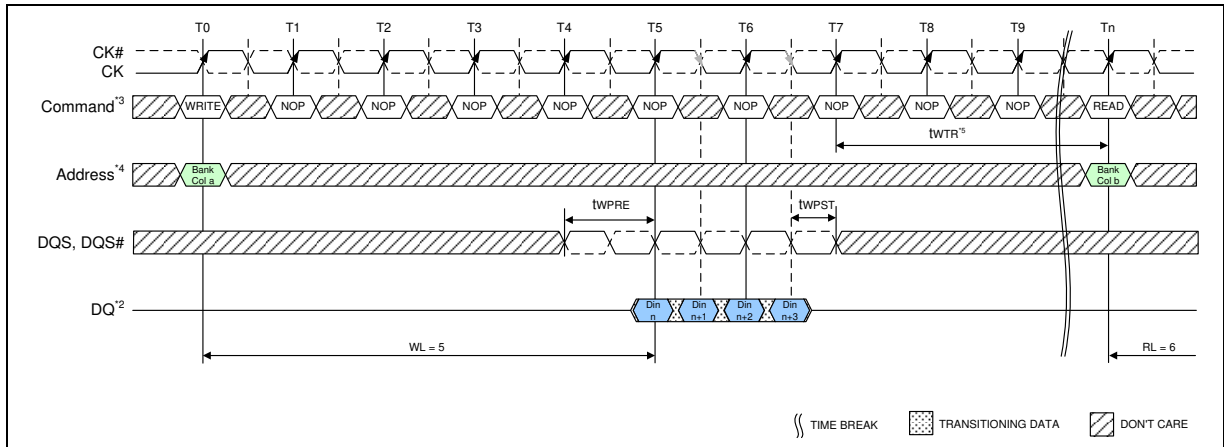 T0 T1 T2 T3 T4 T5 T6 T7 T8 T9 Tn
CK#
CK
Command*3 WRITE NOP NOP NOP NOP NOP NOP NOP NOP NOP READ
tWTR*5
Address*4 Bank Col a Bank Col b
tWPRE tWPST
DQS, DQS#
DQ*2 Din n Din n+1 Din n+2 Din n+3
WL = 5 RL = 6
TIME BREAK TRANSITIONING DATA DON'T CARE